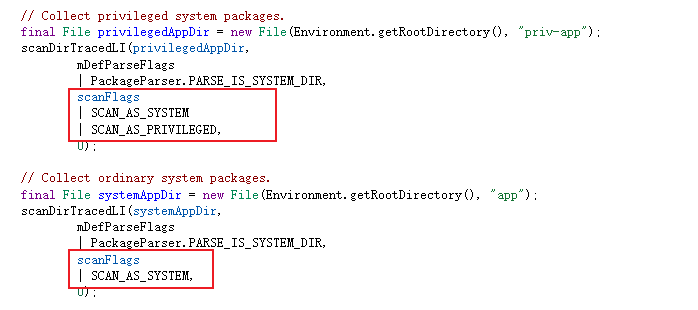 // Collect privileged system packages.
final File privilegedAppDir = new File(Environment.getRootDirectory(), "priv-app");
scanDirTracedLI(privilegedAppDir,
mDefParseFlags
| PackageParser.PARSE_IS_SYSTEM_DIR,
scanFlags
| SCAN_AS_SYSTEM
| SCAN_AS_PRIVILEGED,
0);
// Collect ordinary system packages.
final File systemAppDir = new File(Environment.getRootDirectory(), "app");
scanDirTracedLI(systemAppDir,
mDefParseFlags
| PackageParser.PARSE_IS_SYSTEM_DIR,
scanFlags
| SCAN_AS_SYSTEM,
0);